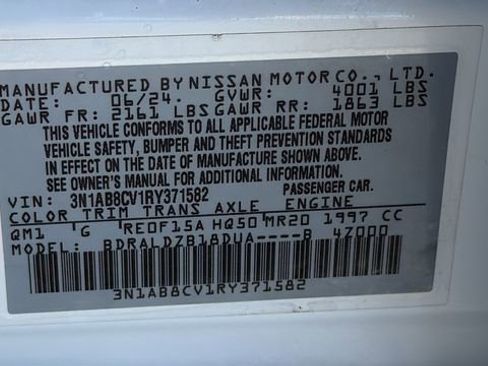 MANUFACTURED BY NISSAN MOTOR CO., LTD.
DATE: 06/24. GVWR: 4001 LBS
GAWR FR: 2161 LBS GAWR RR: 1863 LBS
THIS VEHICLE CONFORMS TO ALL APPLICABLE FEDERAL MOTOR
VEHICLE SAFETY, BUMPER AND THEFT PREVENTION STANDARDS
IN EFFECT ON THE DATE OF MANUFACTURE SHOWN ABOVE.
SEE OWNER'S MANUAL FOR ADDITIONAL INFORMATION.
VIN: 3N1AB8CV1RY371582 PASSENGER CAR.
COLOR TRIM TRANS AXLE ENGINE
QM1 G RE0F15A HQ50 MR20 1997 CC
MODEL: BDRALDZB18DUA----B 4Z000
3N1AB8CV1RY371582